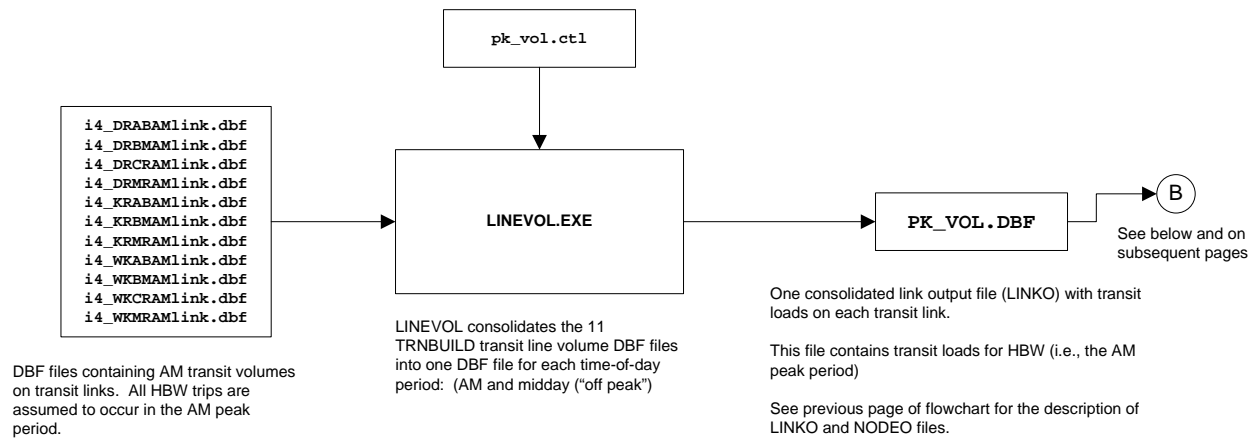 pk_vol.ctl
i4_DRABAMlink.dbf
i4_DRBMAMlink.dbf
i4_DRCRAMlink.dbf
i4_DRMRAMlink.dbf
i4_KRABAMlink.dbf
i4_KRBMAMlink.dbf
i4_KRMRAMlink.dbf
i4_WKABAMlink.dbf
i4_WKBMAMlink.dbf
i4_WKCRAMlink.dbf
i4_WKMRAMlink.dbf
DBF files containing AM transit volumes
on transit links. All HBW trips are
assumed to occur in the AM peak
period.
LINEVOL.EXE
LINEVOL consolidates the 11
TRNBUILD transit line volume DBF files
into one DBF file for each time-of-day
period: (AM and midday (“off peak”)
PK_VOL.DBF
One consolidated link output file (LINKO) with transit
loads on each transit link.
This file contains transit loads for HBW (i.e., the AM
peak period)
See previous page of flowchart for the description of
LINKO and NODEO files.
B
See below and on
subsequent pages